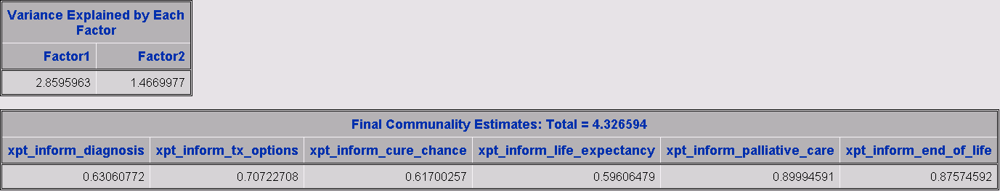 Variance Explained by Each
Factor
Factor1 Factor2
2.8595963 1.4669977
Final Communality Estimates: Total = 4.326594
xpt_inform_diagnosis xpt_inform_tx_options xpt_inform_cure_chance xpt_inform_life_expectancy xpt_inform_palliative_care xpt_inform_end_of_life
0.63060772 0.70722708 0.61700257 0.59606479 0.89994591 0.87574592